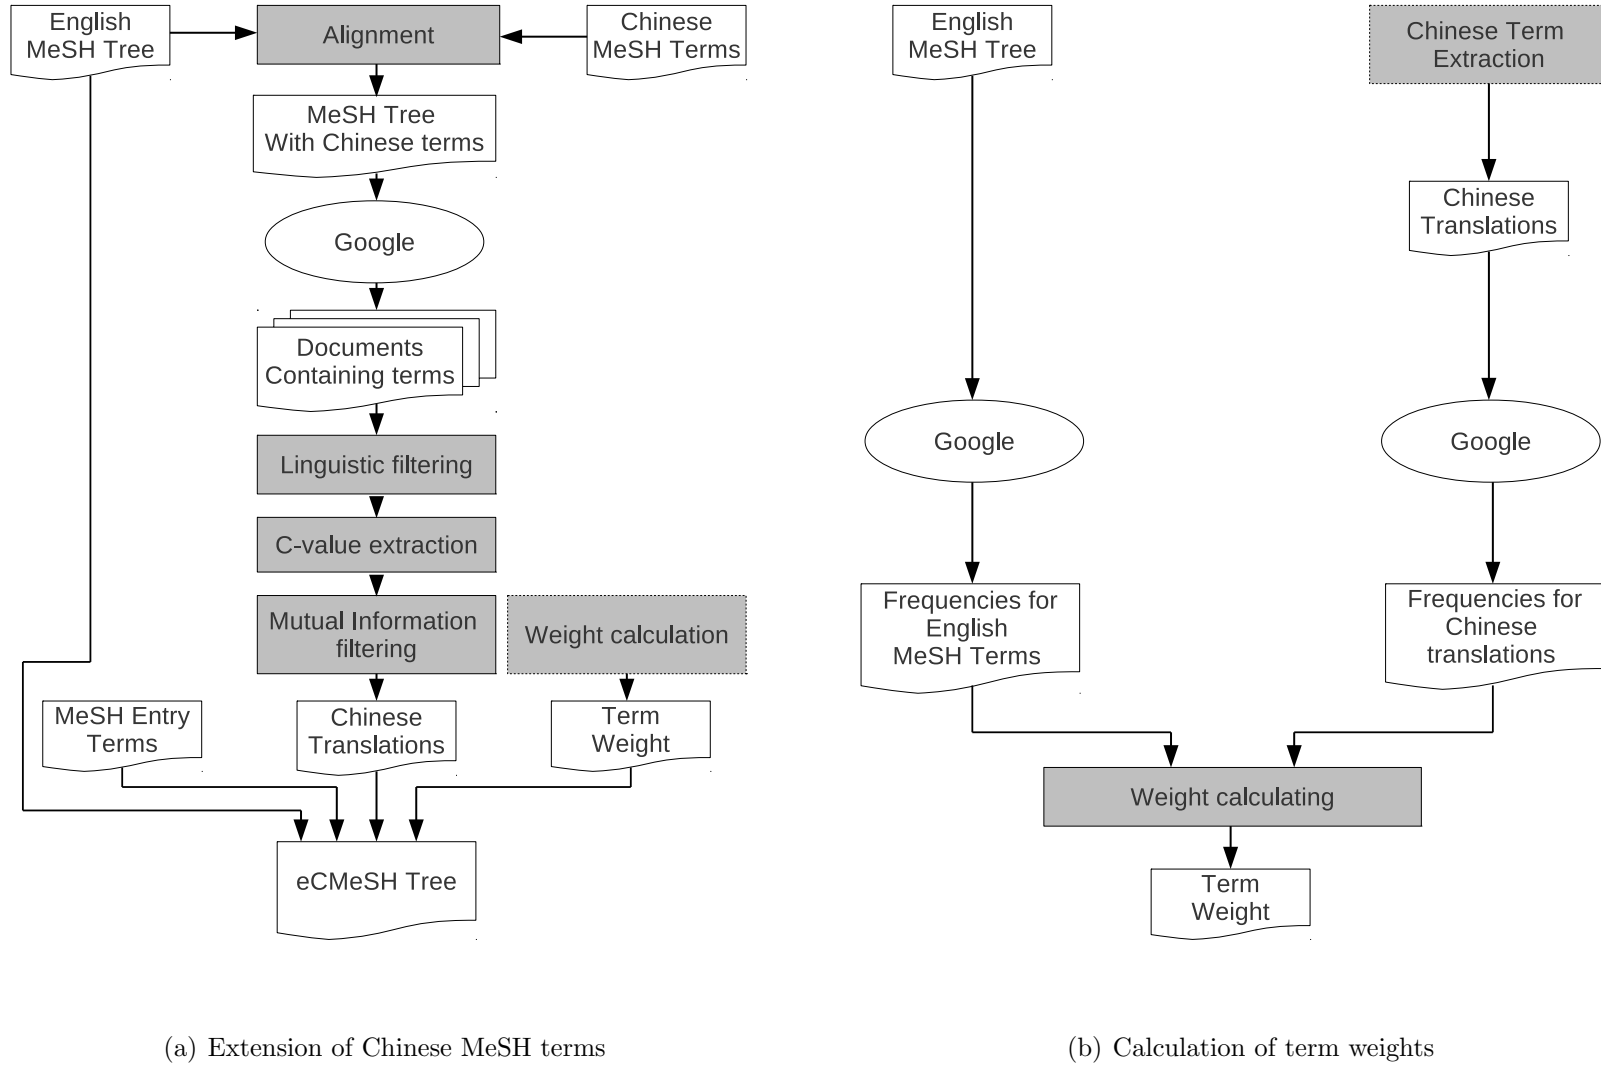 English
MeSH Tree
Alignment
Chinese
MeSH Terms
MeSH Tree
With Chinese terms
Google
Documents
Containing terms
Linguistic filtering
C-value extraction
Mutual Information
filtering
Weight calculation
MeSH Entry
Terms
Chinese
Translations
Term
Weight
eCMeSH Tree
(a) Extension of Chinese MeSH terms
English
MeSH Tree
Chinese Term
Extraction
Chinese
Translations
Google
Google
Frequencies for
English
MeSH Terms
Frequencies for
Chinese
translations
Weight calculating
Term
Weight
(b) Calculation of term weights